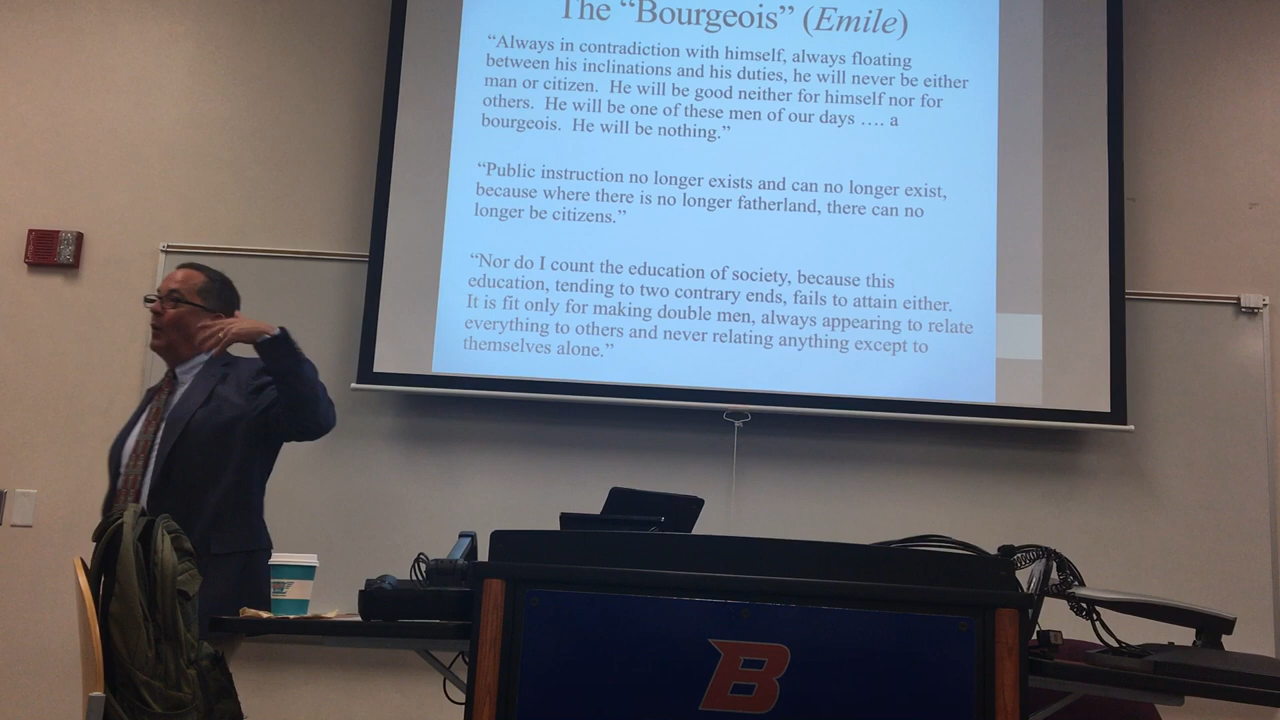 The “Bourgeois” (Emile)
“Always in contradiction with himself, always floating
between his inclinations and his duties, he will never be either
man or citizen.  He will be good neither for himself nor for
others.  He will be one of these men of our days …. a
bourgeois.  He will be nothing.”
“Public instruction no longer exists and can no longer exist,
because where there is no longer fatherland, there can no
longer be citizens.”
“Nor do I count the education of society, because this
education, tending to two contrary ends, fails to attain either.
It is fit only for making double men, always appearing to relate
everything to others and never relating anything except to
themselves alone.”
B